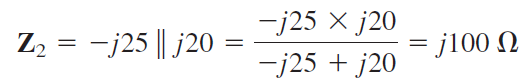 Z₂ = −j25 ∥ j20 = (−j25 × j20) / (−j25 + j20) = j100 Ω